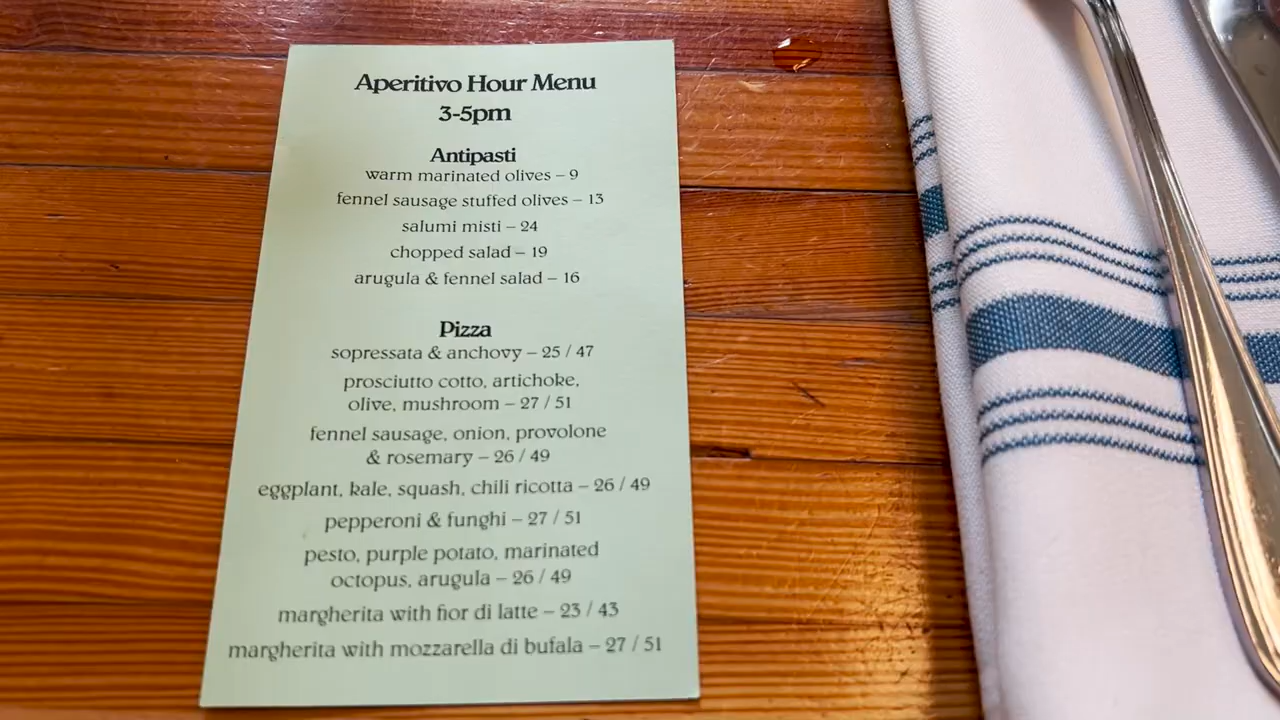 Aperitivo Hour Menu
3-5pm
Antipasti
warm marinated olives – 9
fennel sausage stuffed olives – 13
salumi misti – 24
chopped salad – 19
arugula & fennel salad – 16
Pizza
sopressata & anchovy – 25 / 47
prosciutto cotto, artichoke,
olive, mushroom – 27 / 51
fennel sausage, onion, provolone
& rosemary – 26 / 49
eggplant, kale, squash, chili ricotta – 26 / 49
pepperoni & funghi – 27 / 51
pesto, purple potato, marinated
octopus, arugula – 26 / 49
margherita with fior di latte – 23 / 43
margherita with mozzarella di bufala – 27 / 51